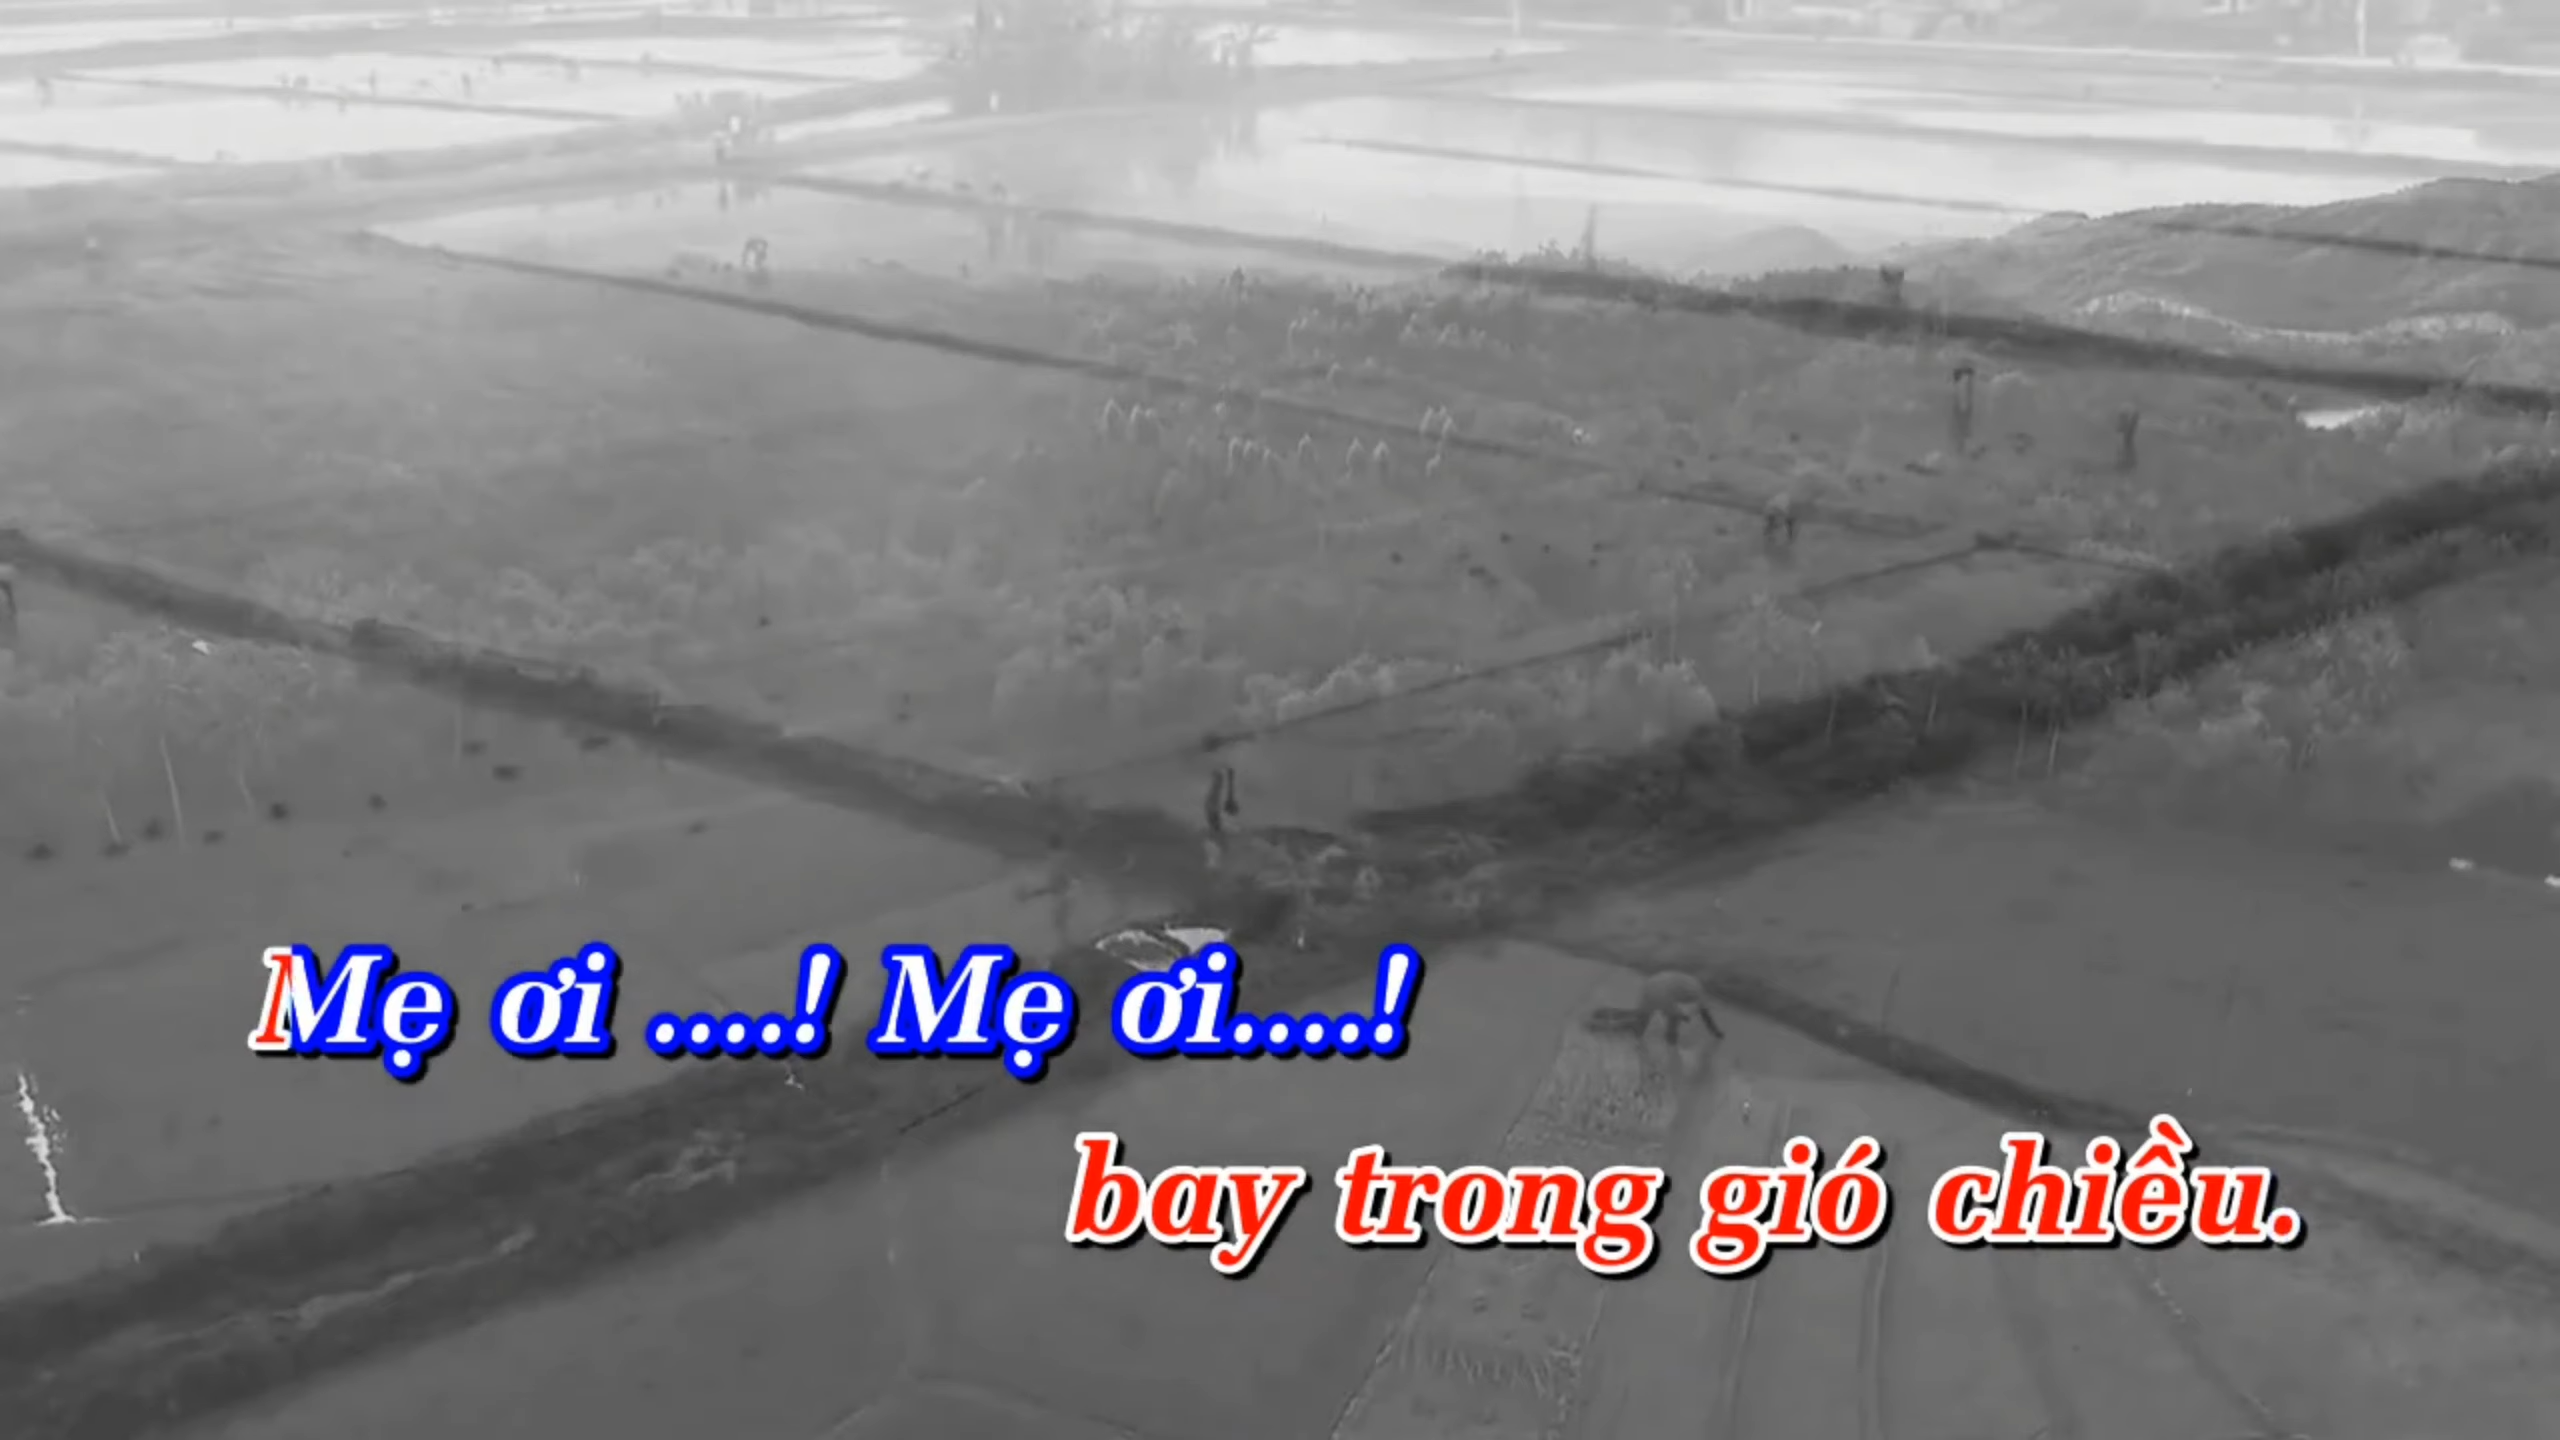 Mẹ ơi ....! Mẹ ơi....!
bay trong gió chiều.